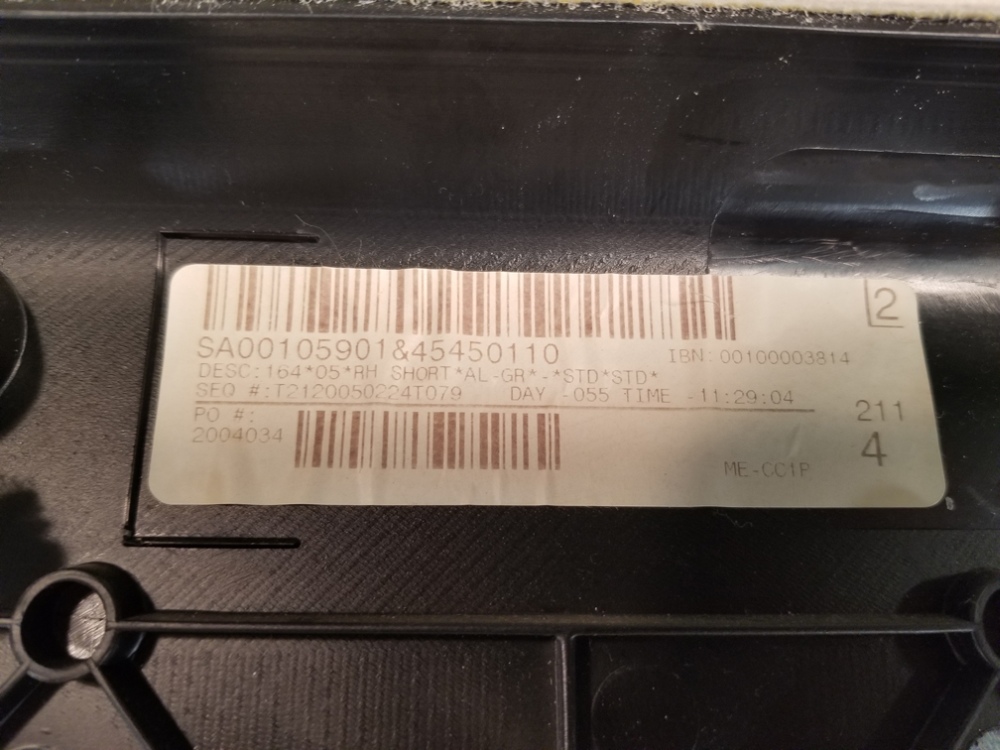 2
SA00105901&45450110
IBN: 00100003814
DESC:164*05*RH SHORT*AL-GR*-*STD*STD*
SEQ #:T2120050224T079 DAY -055 TIME -11:29:04
PO #:
2004034
211
4
ME-CC1P